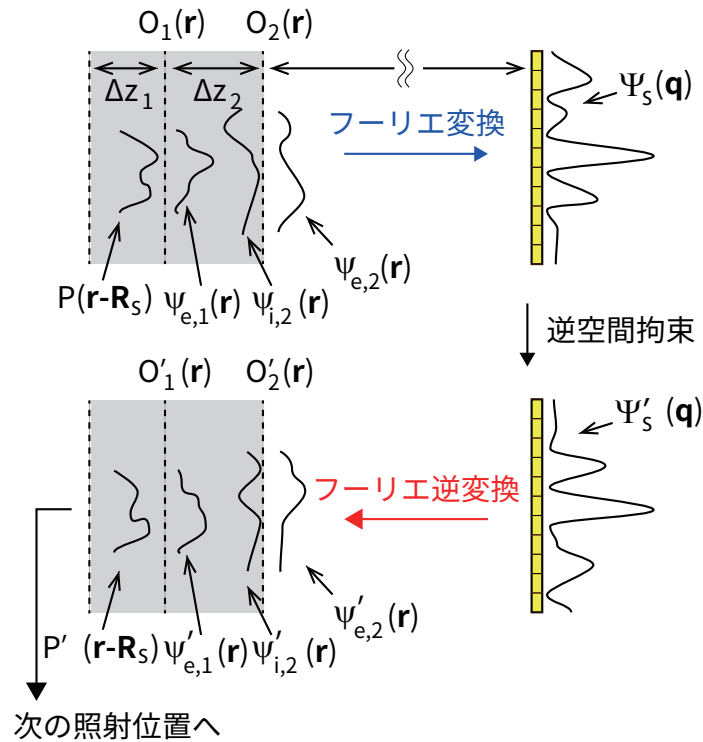 O₁(r) O₂(r)
Δz₁ Δz₂
Ψₛ(q)
フーリエ変換
ψe,2(r)
P(r-Rₛ) ψe,1(r) ψi,2(r)
逆空間拘束
O′₁(r) O′₂(r)
Ψ′ₛ(q)
フーリエ逆変換
ψ′e,2(r)
P′(r-Rₛ) ψ′e,1(r) ψ′i,2(r)
次の照射位置へ